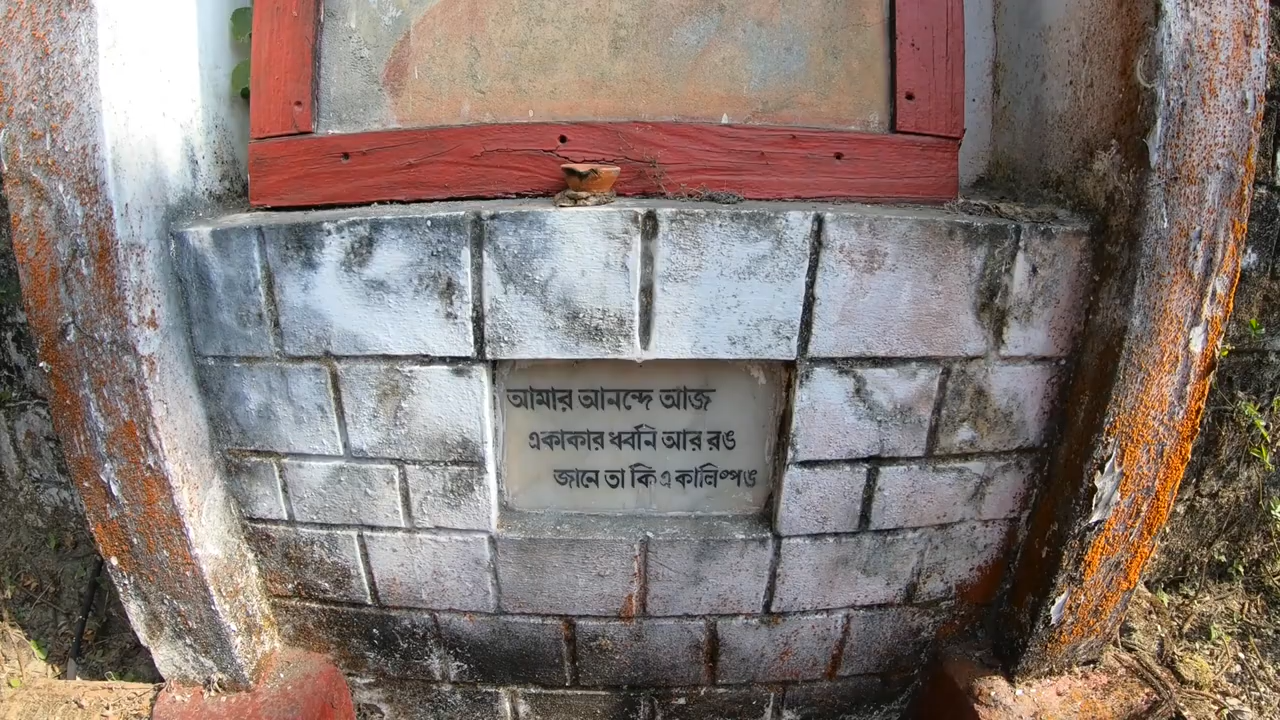 আমার আনন্দে আজ
একাকার ধ্বনি আর রঙ
জানে তা কি এ কালিম্পঙ